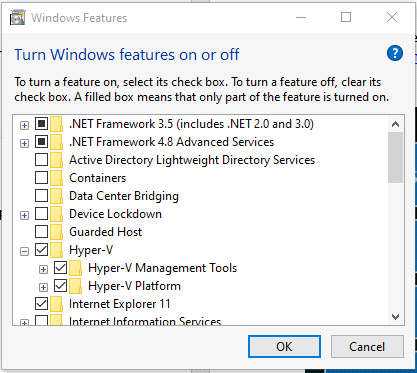 Windows Features
Turn Windows features on or off
To turn a feature on, select its check box. To turn a feature off, clear its
check box. A filled box means that only part of the feature is turned on.
.NET Framework 3.5 (includes .NET 2.0 and 3.0)
.NET Framework 4.8 Advanced Services
Active Directory Lightweight Directory Services
Containers
Data Center Bridging
Device Lockdown
Guarded Host
Hyper-V
Hyper-V Management Tools
Hyper-V Platform
Internet Explorer 11
Internet Information Services
OK
Cancel